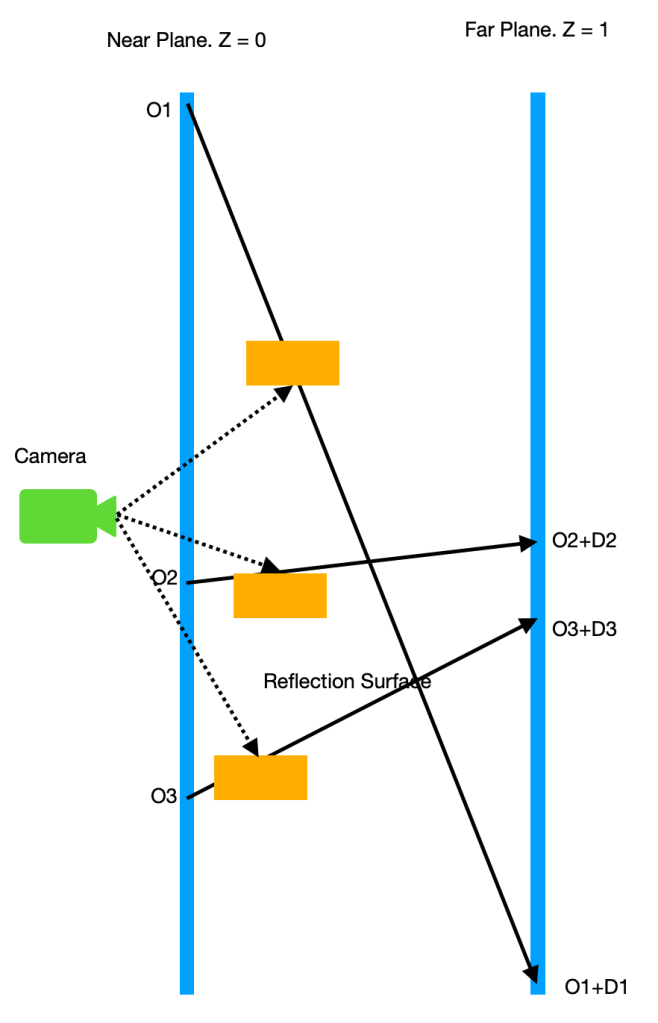 Near Plane. Z = 0
Far Plane. Z = 1
O1
Camera
O2
O2+D2
O3+D3
Reflection Surface
O3
O1+D1